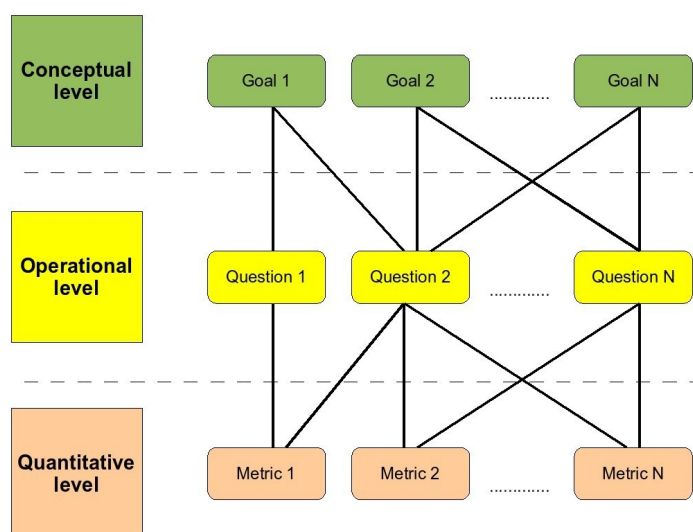 Conceptual
level
Goal 1
Goal 2
.............
Goal N
Operational
level
Question 1
Question 2
.............
Question N
Quantitative
level
Metric 1
Metric 2
.............
Metric N